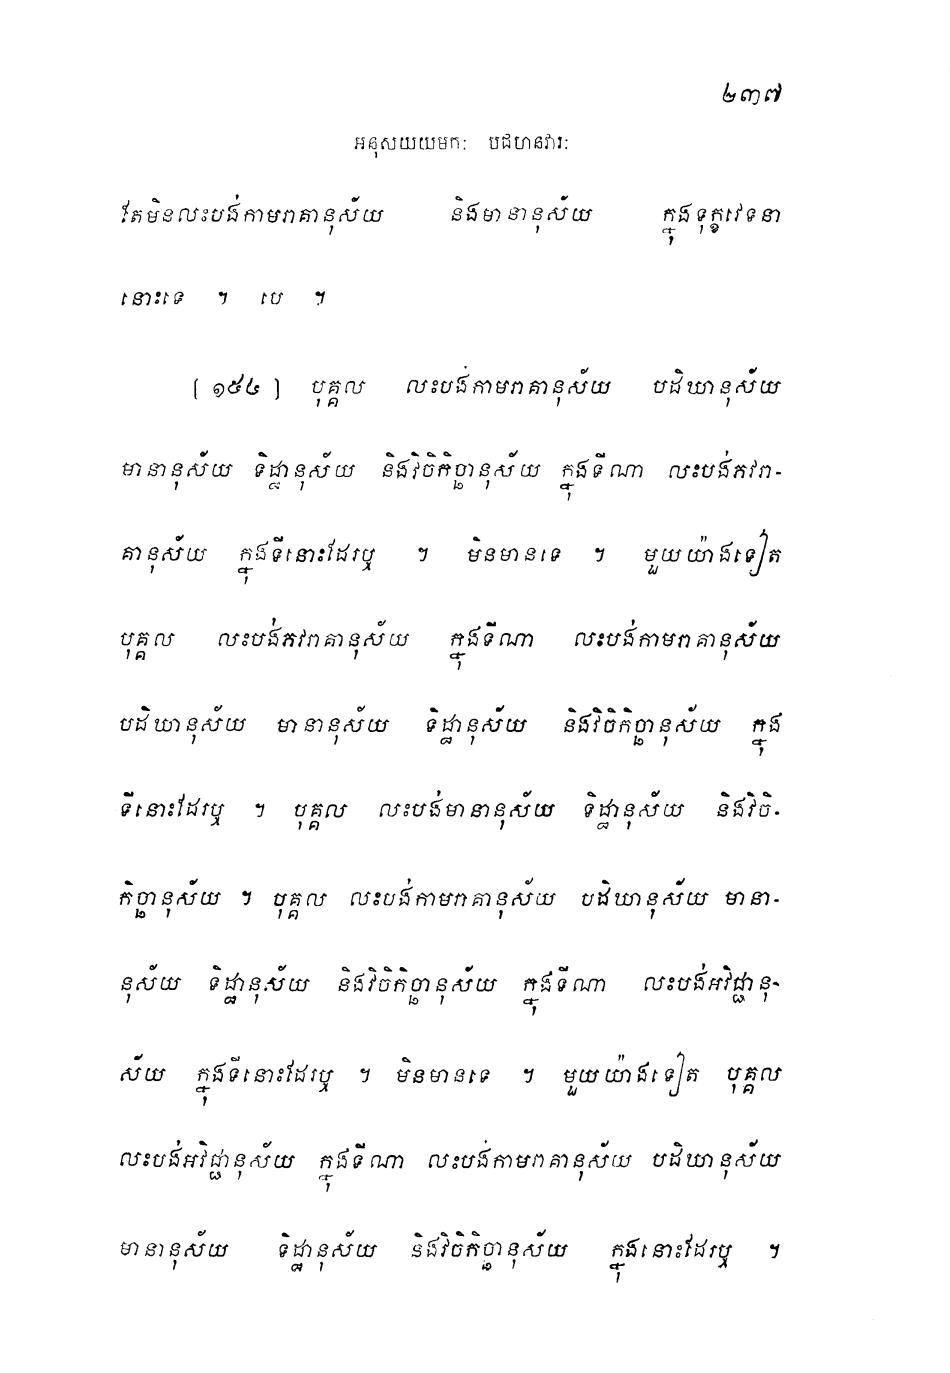 ២៣៧
អនុសយយមកៈ បដហនវារៈ
តែមិនលះបង់កាមរាគានុស័យ និងមានានុស័យ ក្នុងទុក្ខវេទនា
នោះទេ ។ បេ ។
[ ១៥៤ ] បុគ្គល លះបង់កាមរាគានុស័យ បដិឃានុស័យ
មានានុស័យ ទិដ្ឋានុស័យ និងវិចិកិច្ឆានុស័យ ក្នុងទីណា លះបង់ភវរា-
គានុស័យ ក្នុងទីនោះដែរឬ ។ មិនមានទេ ។ មួយយ៉ាងទៀត
បុគ្គល លះបង់ភវរាគានុស័យ ក្នុងទីណា លះបង់កាមរាគានុស័យ
បដិឃានុស័យ មានានុស័យ ទិដ្ឋានុស័យ និងវិចិកិច្ឆានុស័យ ក្នុង
ទីនោះដែរឬ ។ បុគ្គល លះបង់មានានុស័យ ទិដ្ឋានុស័យ និងវិចិ-
កិច្ឆានុស័យ ។ បុគ្គល លះបង់កាមរាគានុស័យ បដិឃានុស័យ មានា-
នុស័យ ទិដ្ឋានុស័យ និងវិចិកិច្ឆានុស័យ ក្នុងទីណា លះបង់អវិជ្ជានុ-
ស័យ ក្នុងទីនោះដែរឬ ។ មិនមានទេ ។ មួយយ៉ាងទៀត បុគ្គល
លះបង់អវិជ្ជានុស័យ ក្នុងទីណា លះបង់កាមរាគានុស័យ បដិឃានុស័យ
មានានុស័យ ទិដ្ឋានុស័យ និងវិចិកិច្ឆានុស័យ ក្នុងនោះដែរឬ ។